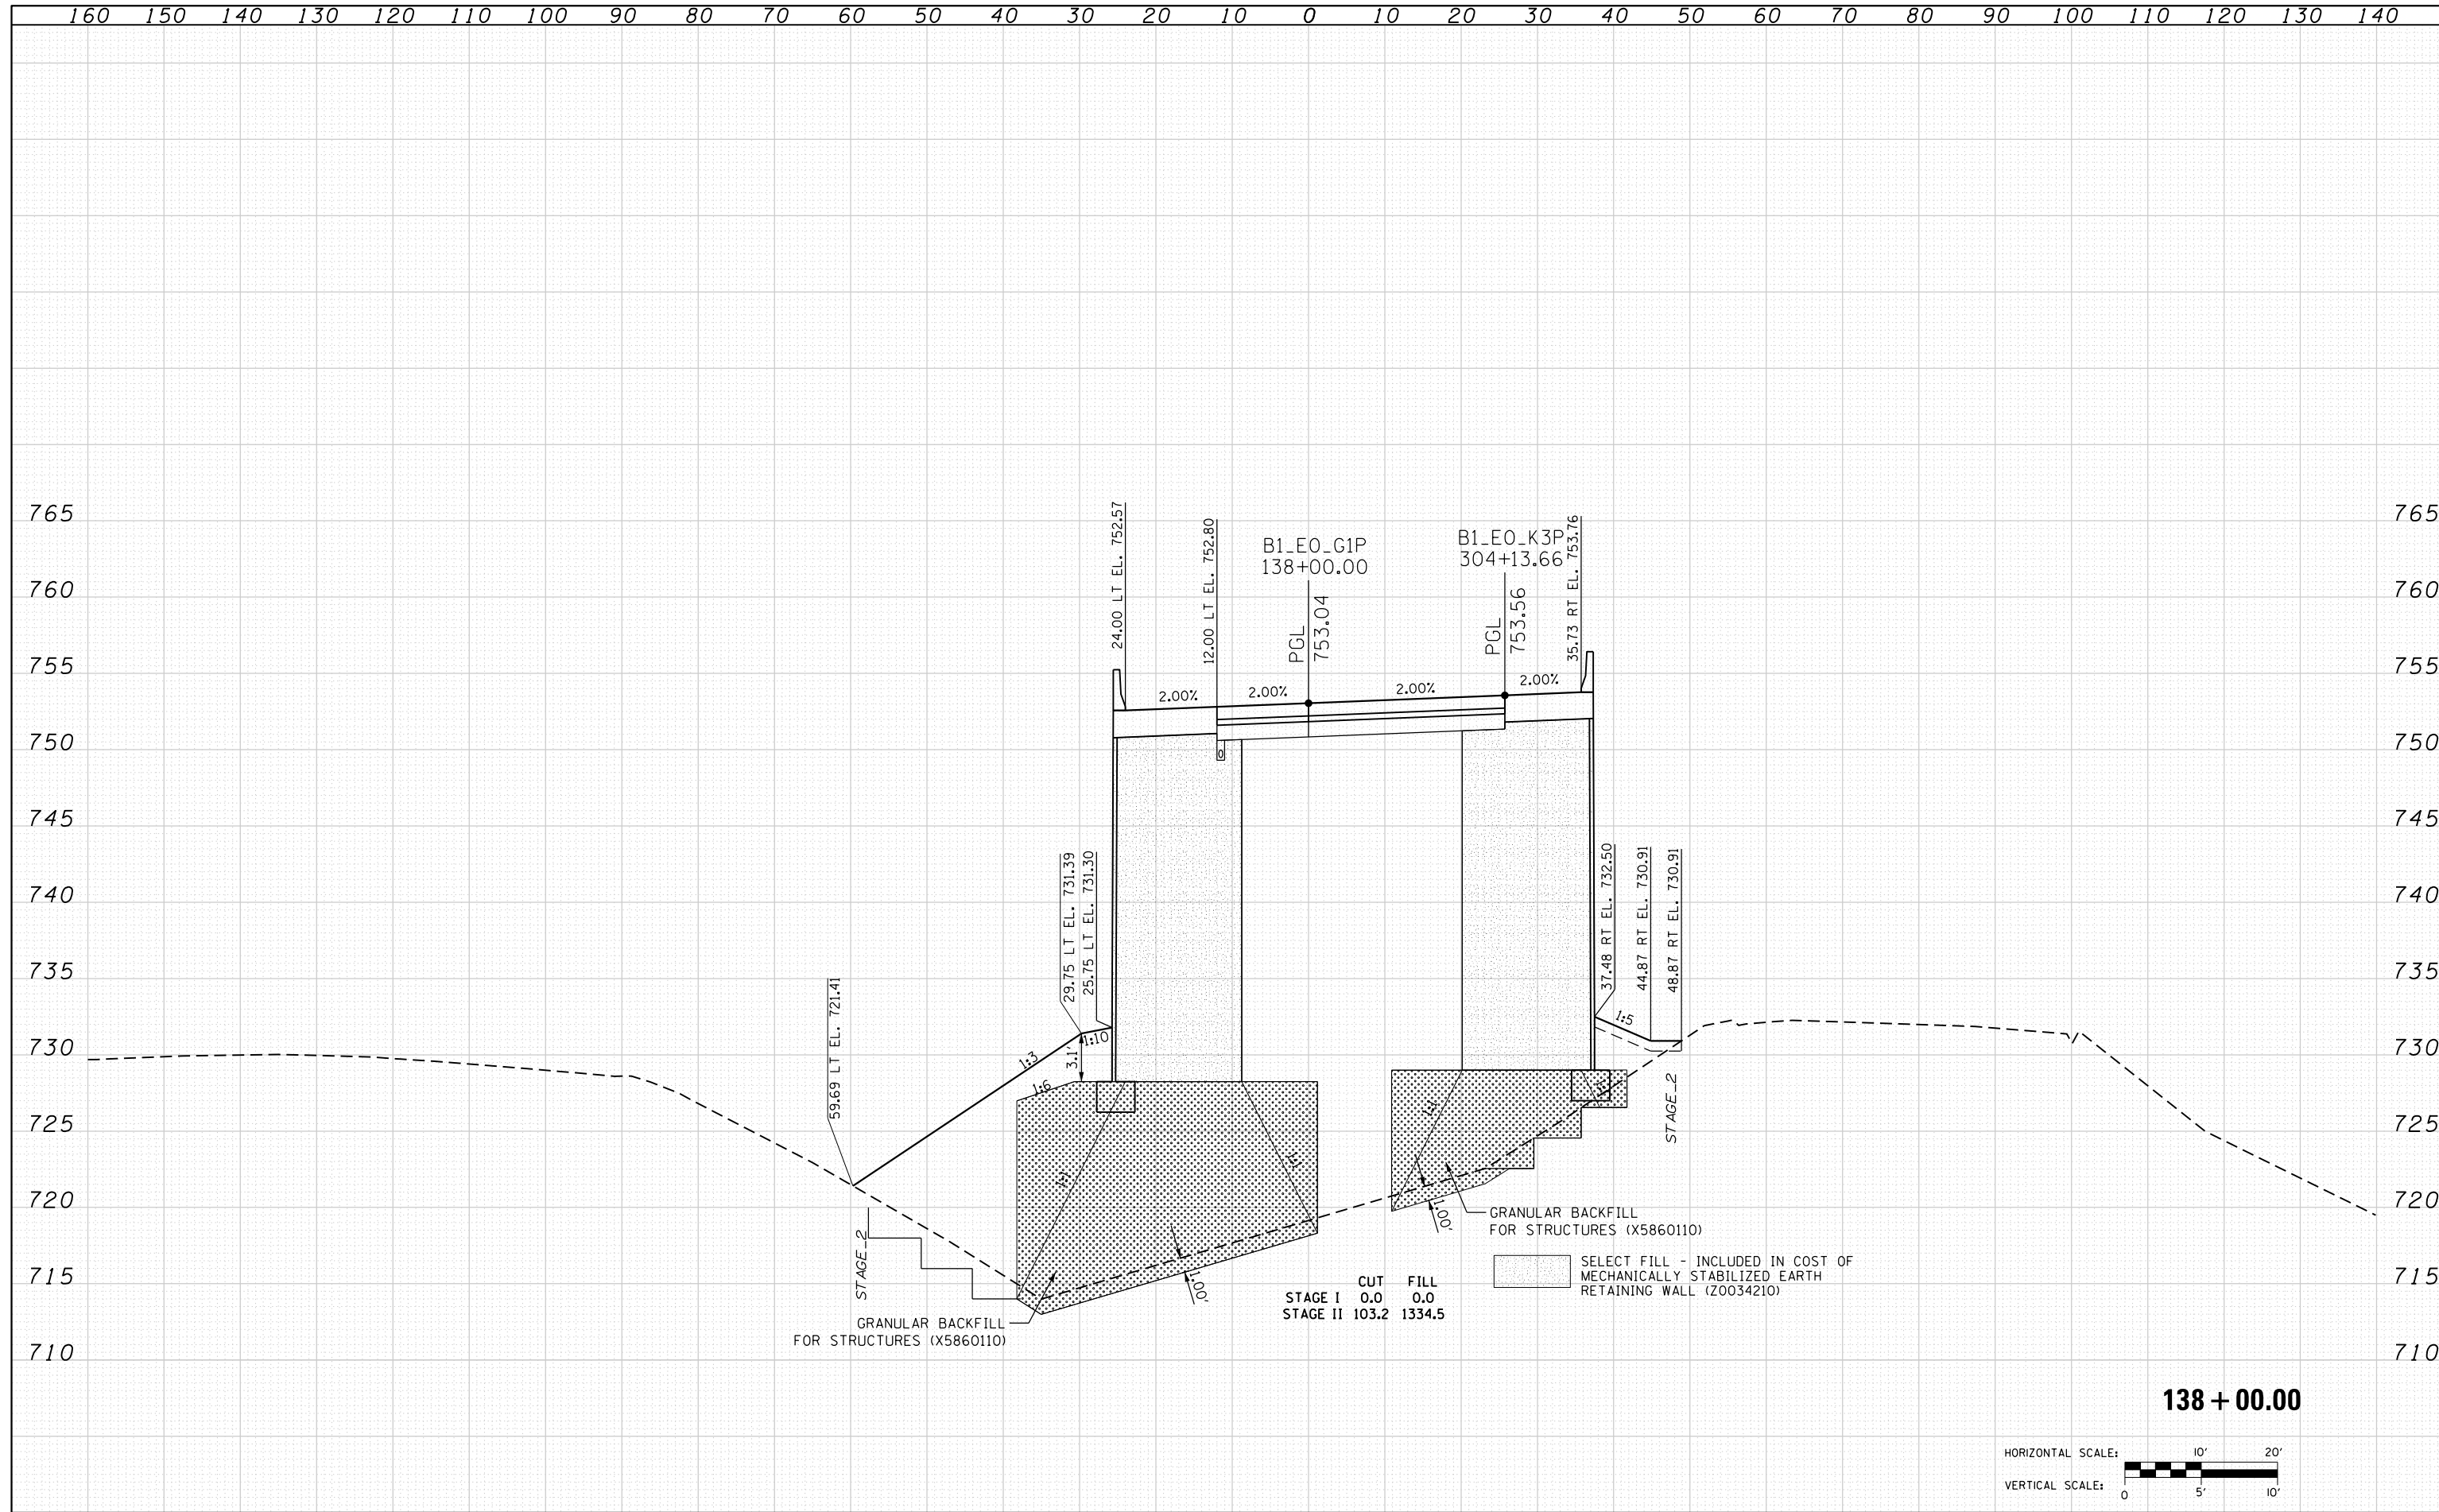 160 150 140 130 120 110 100 90 80 70 60 50 40 30 20 10 0 10 20 30 40 50 60 70 80 90 100 110 120 130 140
765 765
760 760
755 755
750 750
745 745
740 740
735 735
730 730
725 725
720 720
715 715
710 710
24.00 LT EL. 752.57
12.00 LT EL. 752.80
B1_EO_G1P
138+00.00
PGL
753.04
B1_EO_K3P
304+13.66
PGL
753.56
35.73 RT EL. 753.76
2.00%
2.00%
2.00%
2.00%
59.69 LT EL. 721.41
29.75 LT EL. 731.39
25.75 LT EL. 731.30
37.48 RT EL. 732.50
44.87 RT EL. 730.91
48.87 RT EL. 730.91
1:3
1:10
3.1'
1:6
1:5
1:1
1:1
1:1
1:1
STAGE_2
STAGE_2
1.00'
1.00'
GRANULAR BACKFILL
FOR STRUCTURES (X5860110)
GRANULAR BACKFILL
FOR STRUCTURES (X5860110)
SELECT FILL - INCLUDED IN COST OF
MECHANICALLY STABILIZED EARTH
RETAINING WALL (Z0034210)
CUT FILL
STAGE I 0.0 0.0
STAGE II 103.2 1334.5
138+00.00
HORIZONTAL SCALE: 10' 20'
VERTICAL SCALE: 0 5' 10'